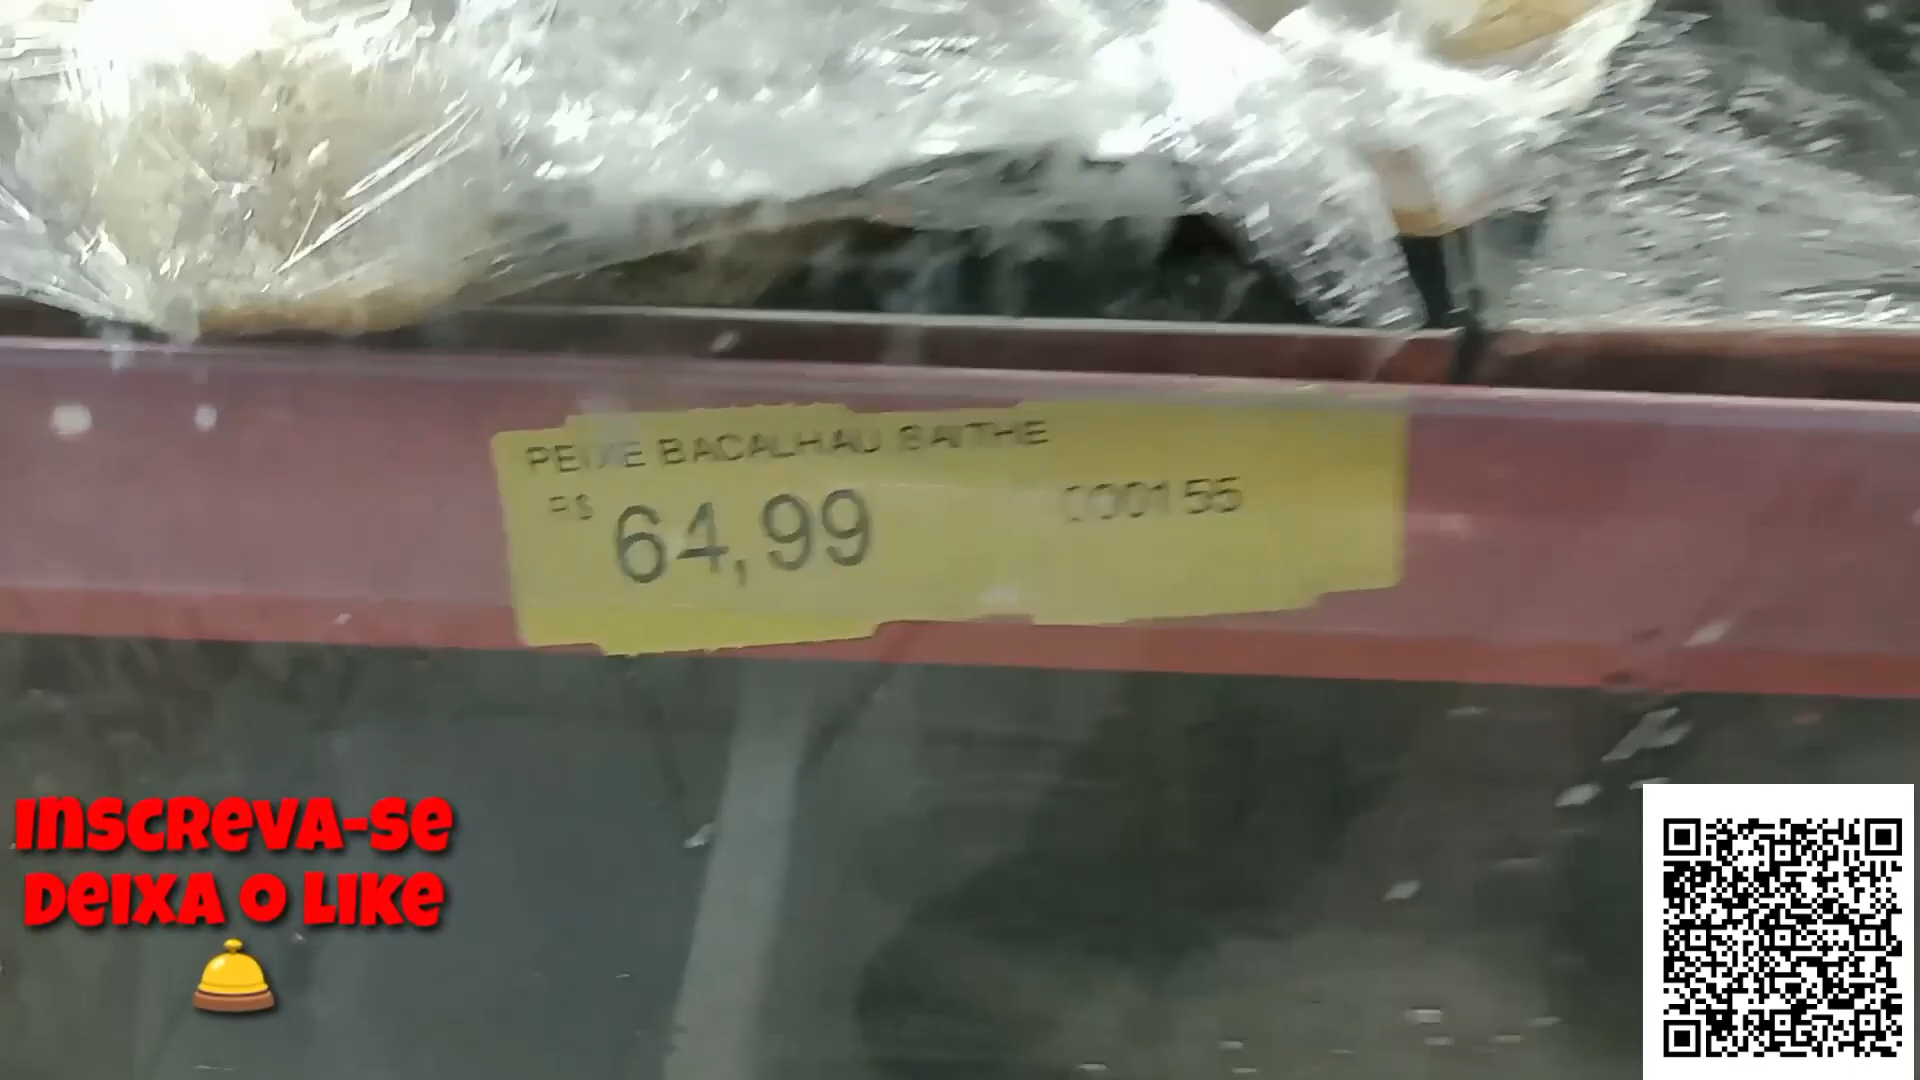 PEIXE BACALHAU SAITHE
R$ 64,99 000155
INSCREVA-SE
DEIXA O LIKE